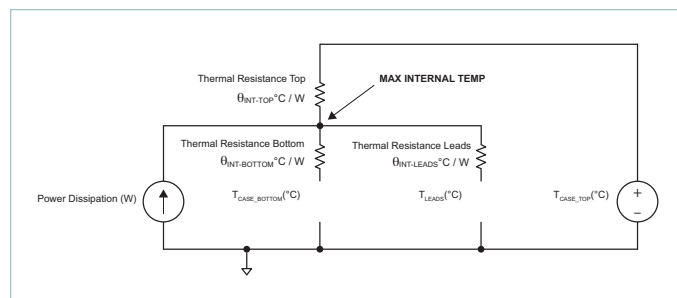 Thermal Resistance Top
θINT-TOP°C / W
MAX INTERNAL TEMP
Thermal Resistance Bottom
θINT-BOTTOM°C / W
Thermal Resistance Leads
θINT-LEADS°C / W
Power Dissipation (W)
TCASE_BOTTOM(°C)
TLEADS(°C)
TCASE_TOP(°C)
+
–